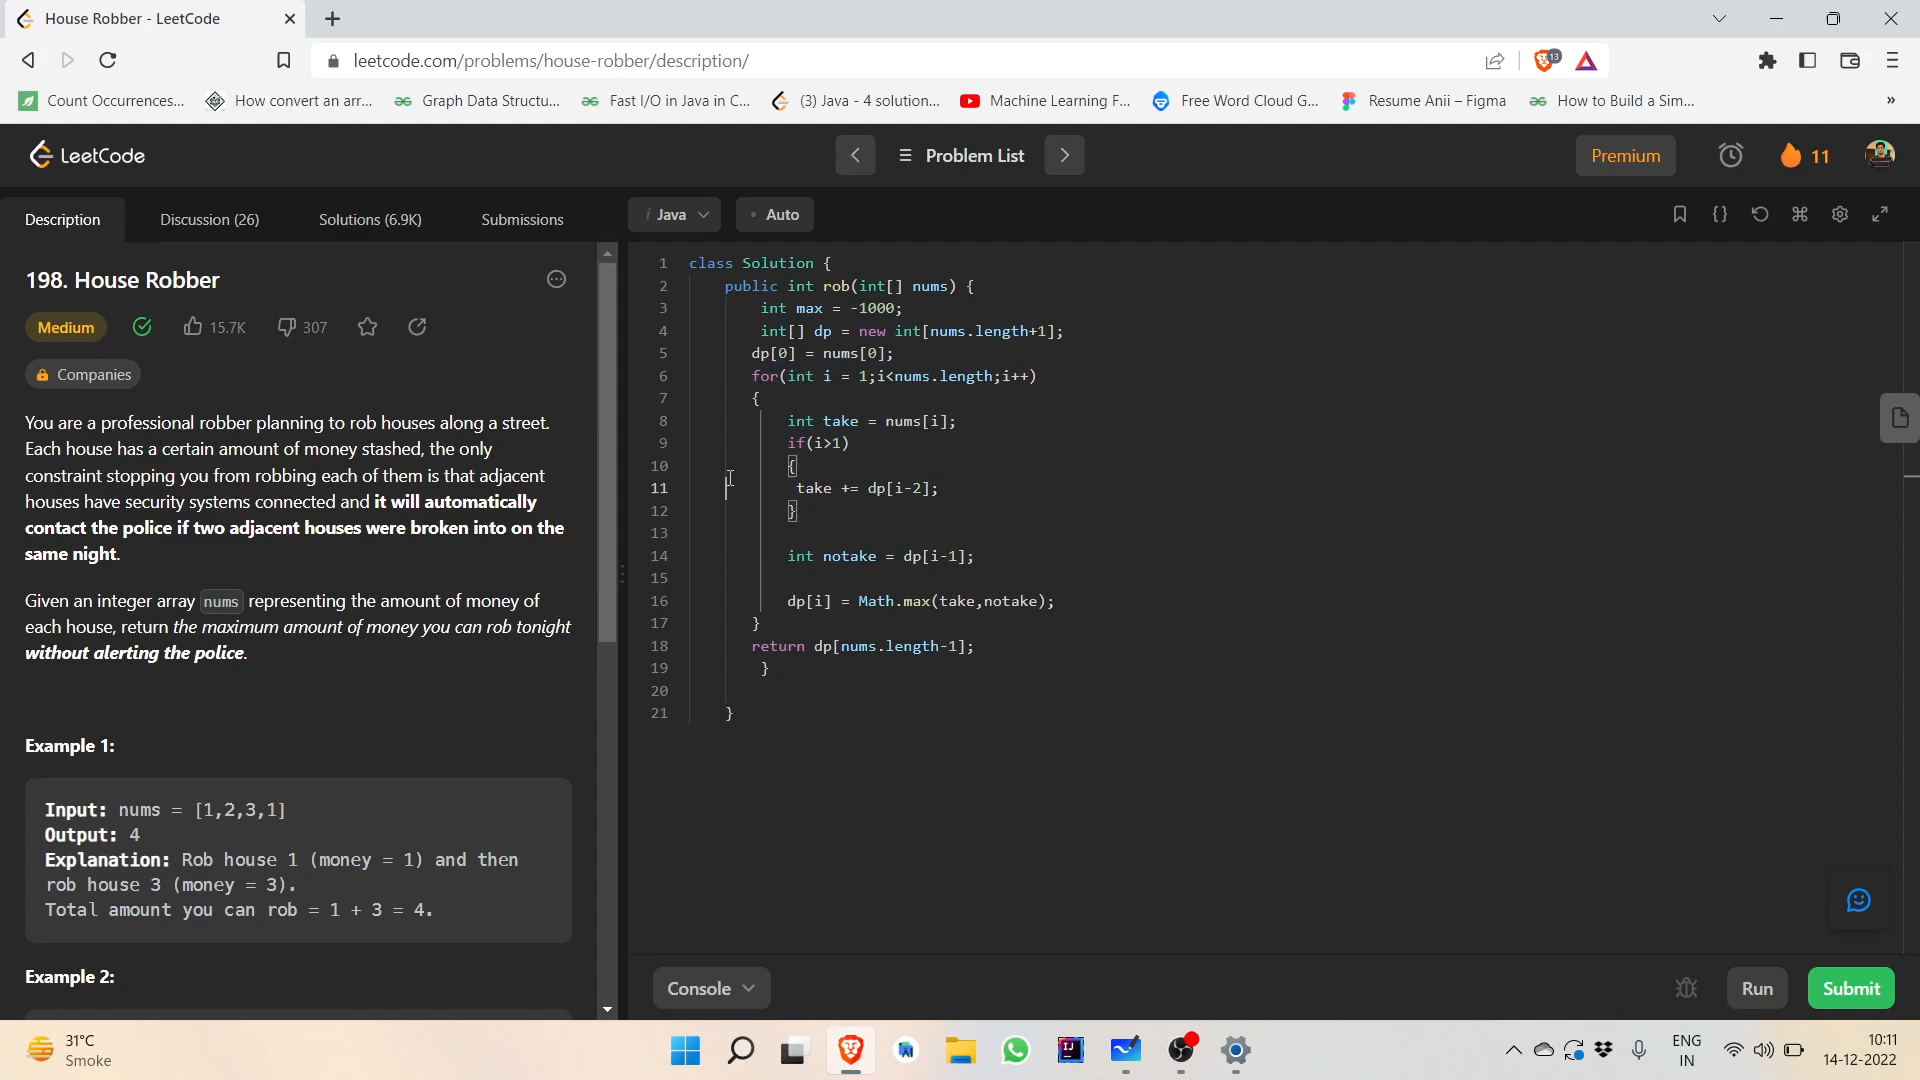 House Robber - LeetCode
leetcode.com/problems/house-robber/description/
13
Count Occurrences...
How convert an arr...
Graph Data Structu...
Fast I/O in Java in C...
(3) Java - 4 solution...
Machine Learning F...
Free Word Cloud G...
Resume Anii – Figma
How to Build a Sim...
»
LeetCode
Problem List
Premium
11
Description
Discussion (26)
Solutions (6.9K)
Submissions
i Java
Auto
198. House Robber
Medium
15.7K
307
Companies
You are a professional robber planning to rob houses along a street.
Each house has a certain amount of money stashed, the only
constraint stopping you from robbing each of them is that adjacent
houses have security systems connected and it will automatically
contact the police if two adjacent houses were broken into on the
same night.
Given an integer array nums representing the amount of money of
each house, return the maximum amount of money you can rob tonight
without alerting the police.
Example 1:
Input: nums = [1,2,3,1]
Output: 4
Explanation: Rob house 1 (money = 1) and then
rob house 3 (money = 3).
Total amount you can rob = 1 + 3 = 4.
Example 2:
1 class Solution {
2 public int rob(int[] nums) {
3 int max = -1000;
4 int[] dp = new int[nums.length+1];
5 dp[0] = nums[0];
6 for(int i = 1;i<nums.length;i++)
7 {
8 int take = nums[i];
9 if(i>1)
10 {
11 take += dp[i-2];
12 }
13
14 int notake = dp[i-1];
15
16 dp[i] = Math.max(take,notake);
17 }
18 return dp[nums.length-1];
19 }
20
21 }
Console
Run
Submit
31°C
Smoke
ENG
IN
10:11
14-12-2022